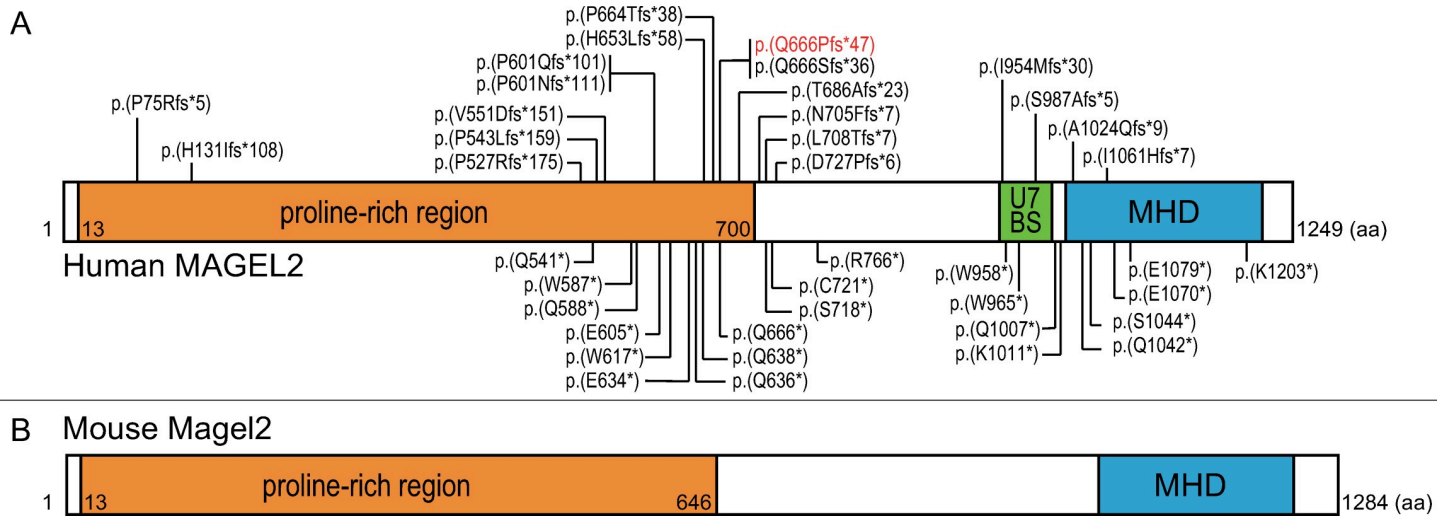 A
p.(P664Tfs*38)
p.(H653Lfs*58)
p.(Q666Pfs*47)
p.(Q666Sfs*36)
p.(P601Qfs*101)
p.(P601Nfs*111)
p.(I954Mfs*30)
p.(T686Afs*23)
p.(S987Afs*5)
p.(P75Rfs*5)
p.(V551Dfs*151)
p.(N705Ffs*7)
p.(A1024Qfs*9)
p.(H131Ifs*108)
p.(P543Lfs*159)
p.(L708Tfs*7)
p.(I1061Hfs*7)
p.(P527Rfs*175)
p.(D727Pfs*6)
1 13 proline-rich region 700 U7 BS MHD 1249 (aa)
Human MAGEL2
p.(Q541*)
p.(R766*)
p.(W958*)
p.(E1079*)
p.(K1203*)
p.(W587*)
p.(C721*)
p.(E1070*)
p.(Q588*)
p.(S718*)
p.(W965*)
p.(E605*)
p.(Q666*)
p.(Q1007*)
p.(S1044*)
p.(W617*)
p.(Q638*)
p.(K1011*)
p.(Q1042*)
p.(E634*)
p.(Q636*)
B Mouse Magel2
1 13 proline-rich region 646 MHD 1284 (aa)